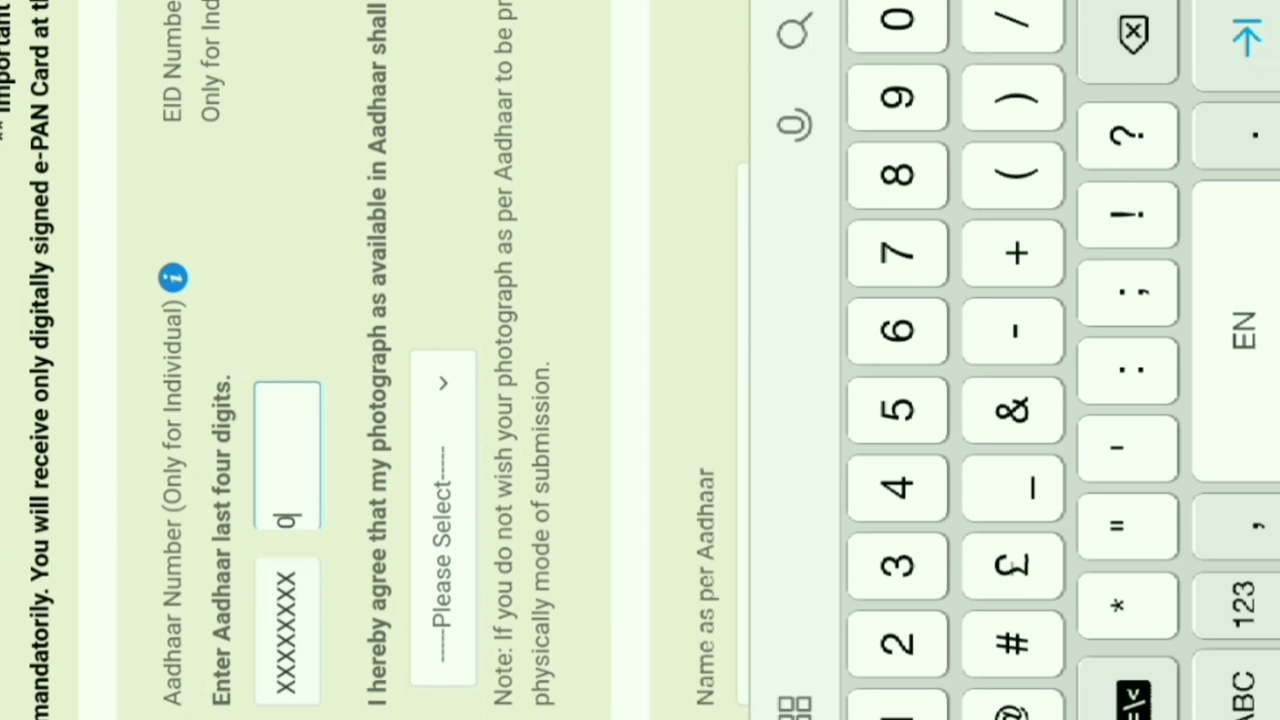 ** Important
mandatorily. You will receive only digitally signed e-PAN Card at
Aadhaar Number (Only for Individual) i
EID Numbe
Only for Ind
Enter Aadhaar last four digits.
XXXXXXXX 0
I hereby agree that my photograph as available in Aadhaar shall
-----Please Select-----
Note: If you do not wish your photograph as per Aadhaar to be pr
physically mode of submission.
Name as per Aadhaar
2 3 4 5 6 7 8 9 0
@ # £ _ & - + ( ) /
=\< * " ' : ; ! ?
ABC 123 , EN .